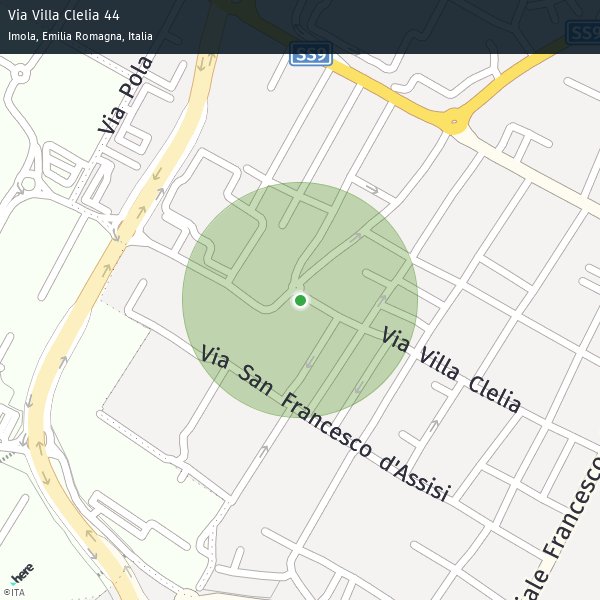 Via Villa Clelia 44
Imola, Emilia Romagna, Italia
SS9
SS9
Via Pola
Via Villa Clelia
Via San Francesco d'Assisi
iale Francesco
here
©ITA